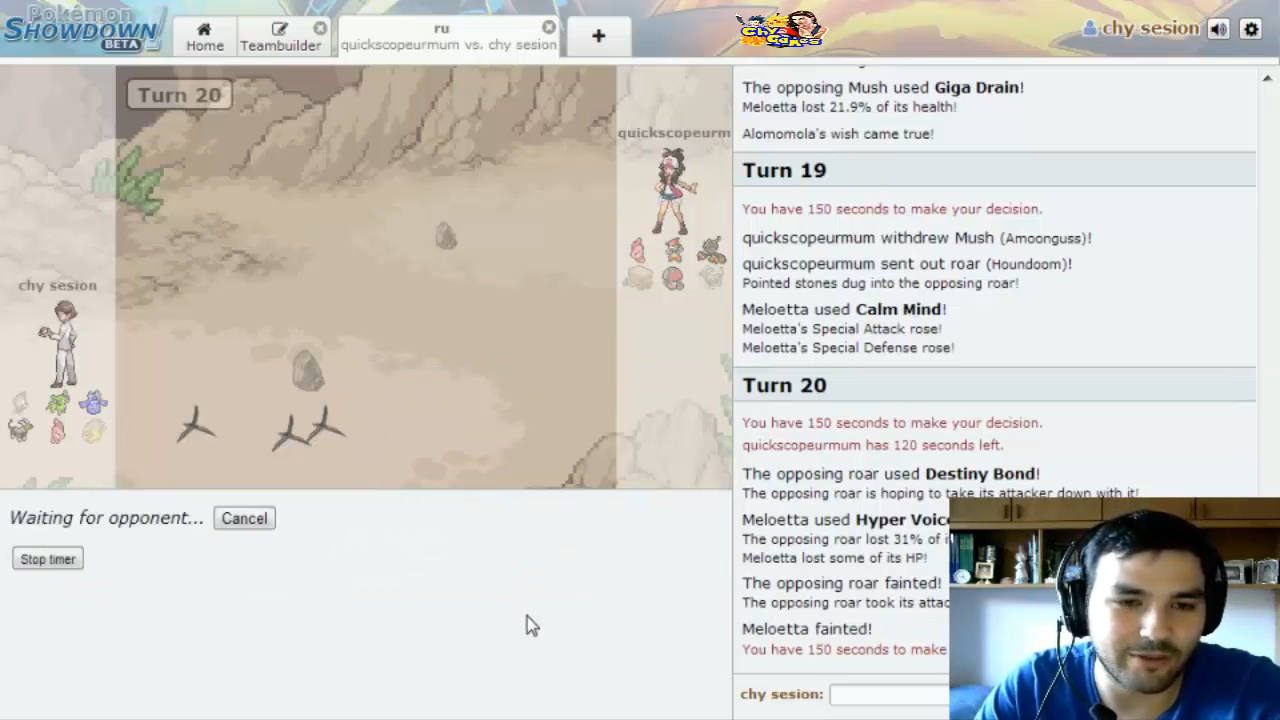 Pokémon
SHOWDOWN
BETA
Home
Teambuilder
ru
quickscopeurmum vs. chy sesion
+
Chy
Games
chy sesion
Turn 20
quickscopeurm
chy sesion
Waiting for opponent... Cancel
Stop timer
The opposing Mush used Giga Drain!
Meloetta lost 21.9% of its health!
Alomomola's wish came true!
Turn 19
You have 150 seconds to make your decision.
quickscopeurmum withdrew Mush (Amoonguss)!
quickscopeurmum sent out roar (Houndoom)!
Pointed stones dug into the opposing roar!
Meloetta used Calm Mind!
Meloetta's Special Attack rose!
Meloetta's Special Defense rose!
Turn 20
You have 150 seconds to make your decision.
quickscopeurmum has 120 seconds left.
The opposing roar used Destiny Bond!
The opposing roar is hoping to take its attacker down with it!
Meloetta used Hyper Voice
The opposing roar lost 31% of i
Meloetta lost some of its HP!
The opposing roar fainted!
The opposing roar took its attac
Meloetta fainted!
You have 150 seconds to make
chy sesion: